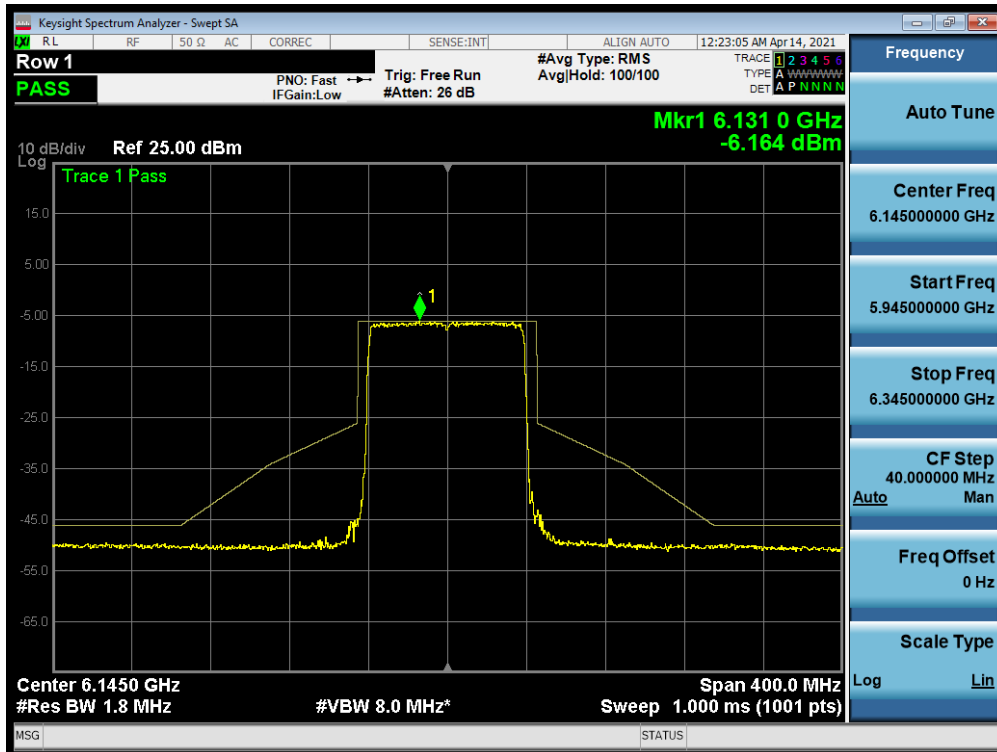 Keysight Spectrum Analyzer - Swept SA
LXI RL RF 50 Ω AC CORREC SENSE:INT ALIGN AUTO 12:23:05 AM Apr 14, 2021
Row 1
PASS
PNO: Fast
IFGain:Low
Trig: Free Run
#Atten: 26 dB
#Avg Type: RMS
Avg|Hold: 100/100
TRACE 1 2 3 4 5 6
TYPE A WWWWW
DET A P N N N N
Mkr1 6.131 0 GHz
-6.164 dBm
10 dB/div Ref 25.00 dBm
Log
Trace 1 Pass
15.0
5.00
1
-5.00
-15.0
-25.0
-35.0
-45.0
-55.0
-65.0
Center 6.1450 GHz Span 400.0 MHz
#Res BW 1.8 MHz #VBW 8.0 MHz* Sweep 1.000 ms (1001 pts)
MSG STATUS
Frequency
Auto Tune
Center Freq
6.145000000 GHz
Start Freq
5.945000000 GHz
Stop Freq
6.345000000 GHz
CF Step
40.000000 MHz
Auto Man
Freq Offset
0 Hz
Scale Type
Log Lin